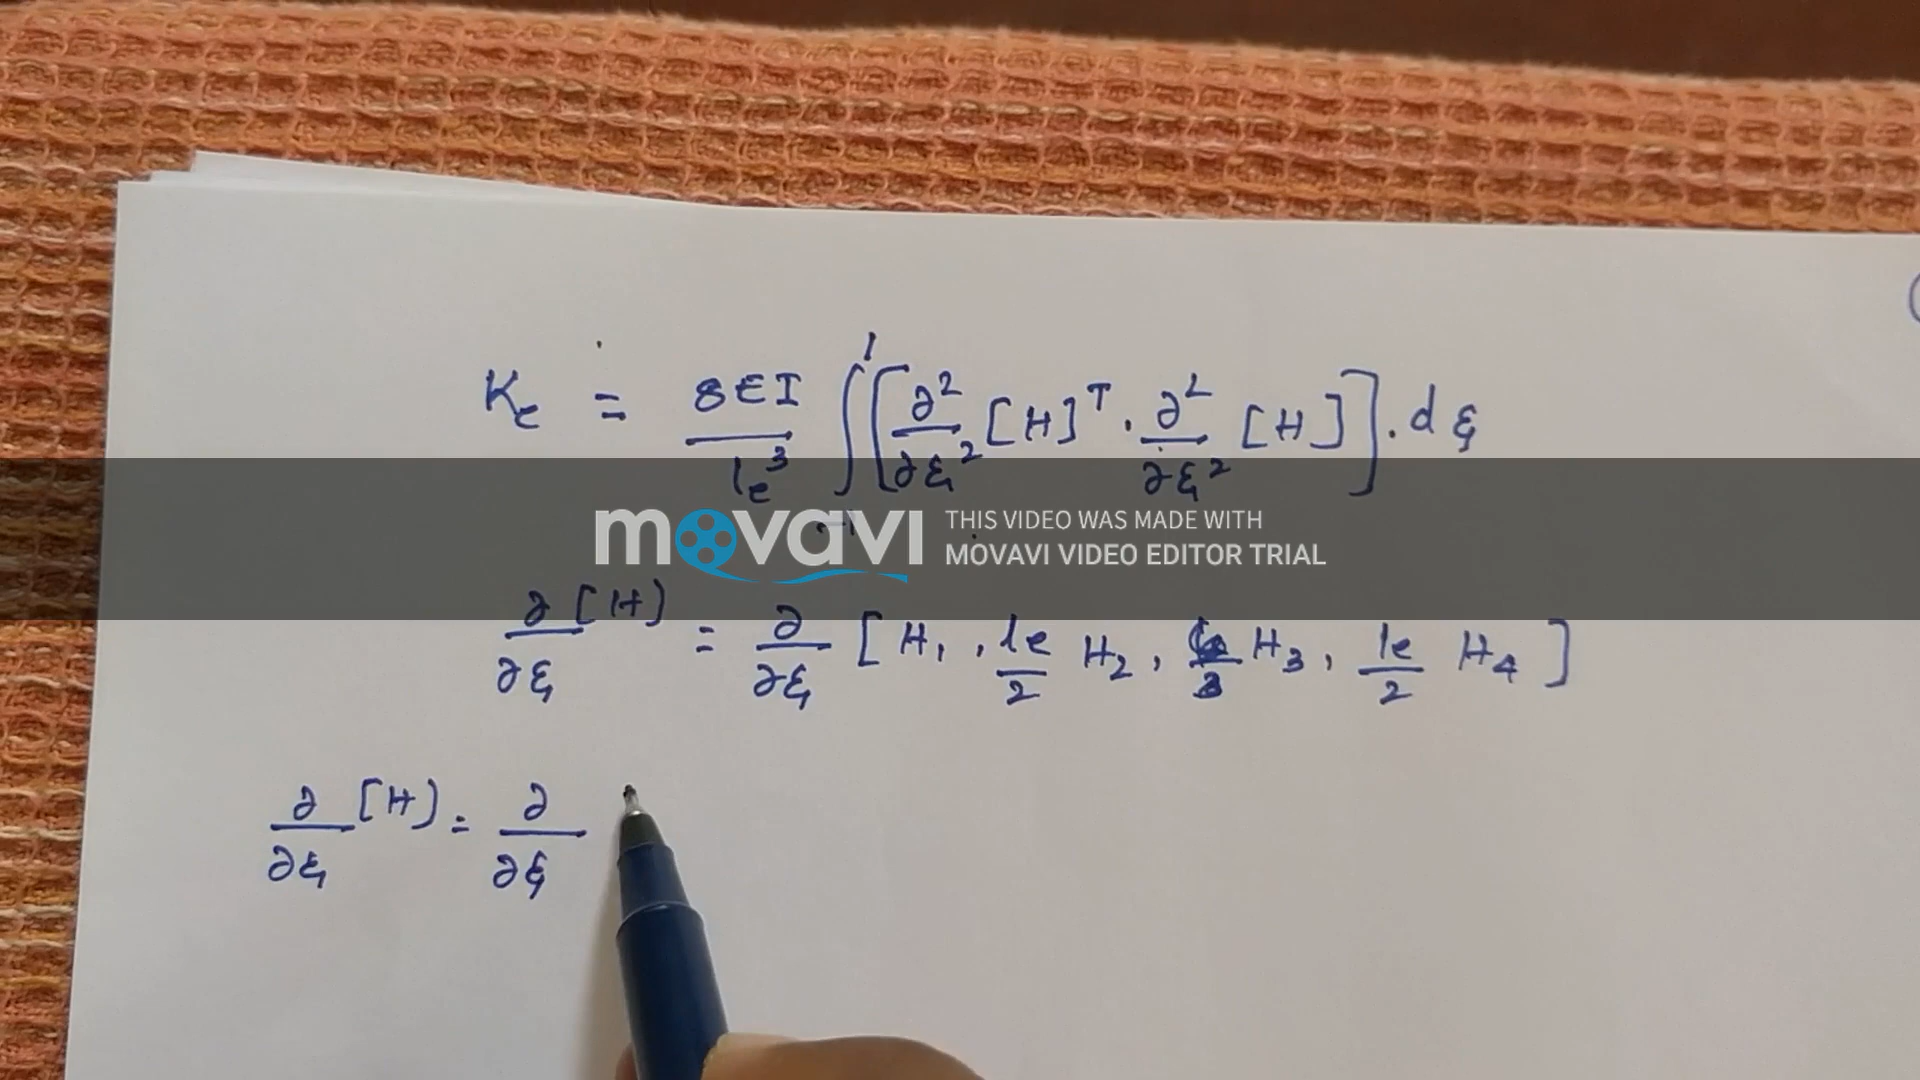 Ke = 8EI/le³ ∫₋₁¹ [∂²/∂ξ² [H]ᵀ · ∂²/∂ξ² [H]] . dξ
movavi THIS VIDEO WAS MADE WITH
MOVAVI VIDEO EDITOR TRIAL
∂[H]/∂ξ = ∂/∂ξ [H₁, le/2 H₂, H₃, le/2 H₄]
∂/∂ξ [H] = ∂/∂ξ